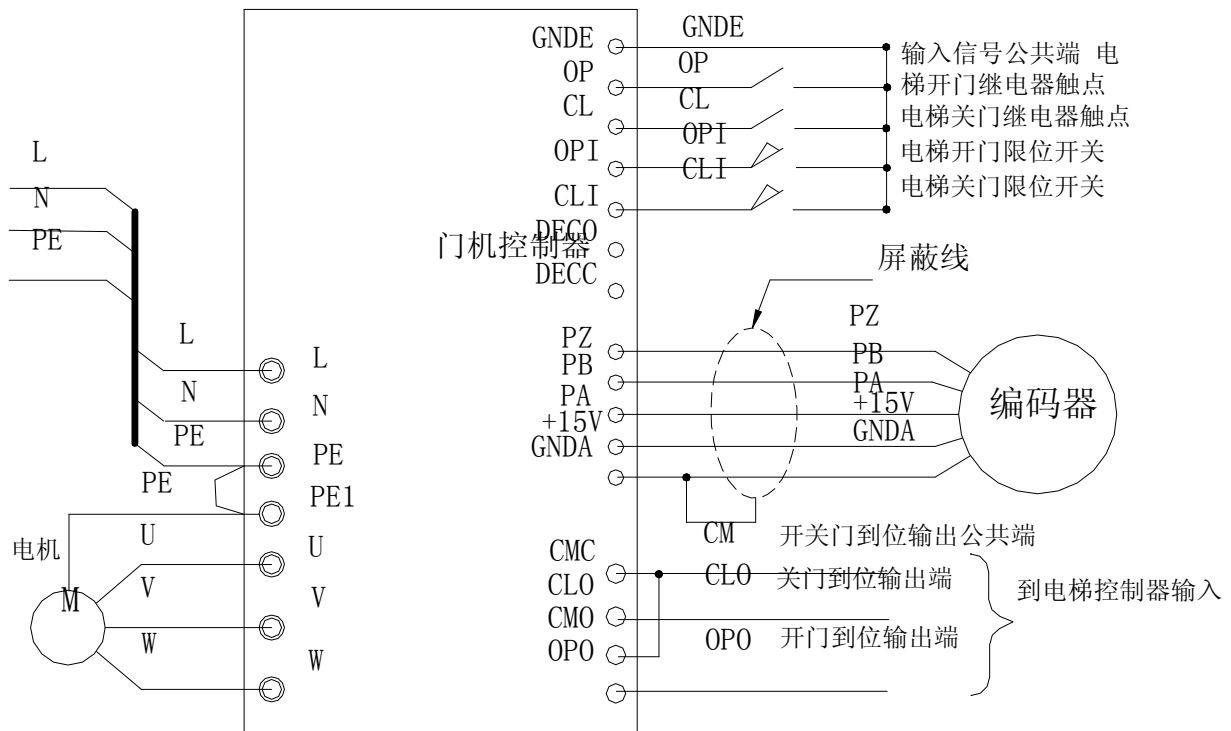 L
N
PE
L
N
PE
PE
电机
U
V
W
M
L
N
PE
PE1
U
V
W
门机控制器
GNDE
OP
CL
OPI
CLI
DECO
DECC
PZ
PB
PA
+15V
GNDA
CMC
CLO
CMO
OPO
GNDE
OP
CL
OPI
CLI
输入信号公共端 电
梯开门继电器触点
电梯关门继电器触点
电梯开门限位开关
电梯关门限位开关
屏蔽线
PZ
PB
PA
+15V
GNDA
编码器
CM 开关门到位输出公共端
CLO 关门到位输出端
OPO 开门到位输出端
到电梯控制器输入